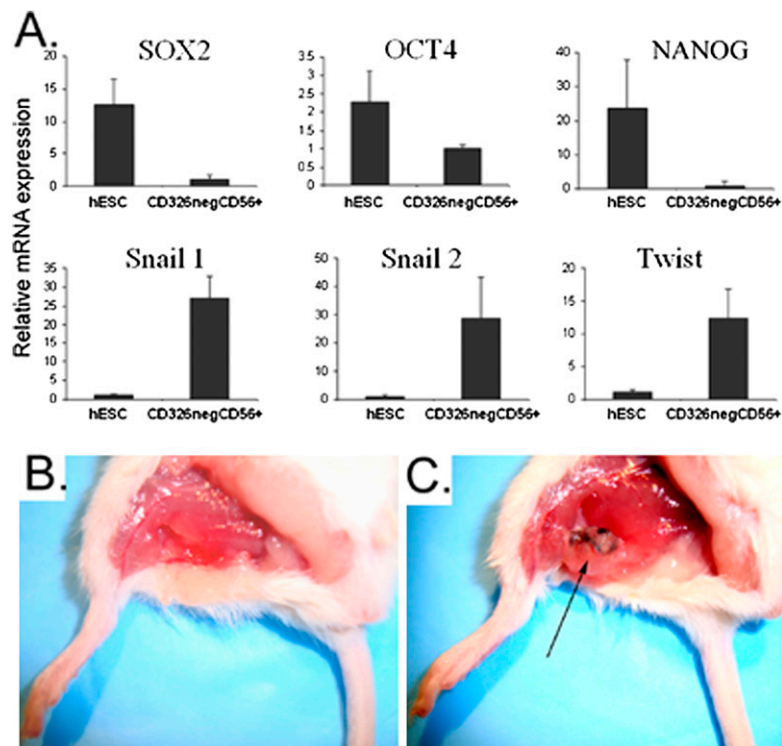 A.
SOX2
OCT4
NANOG
Relative mRNA expression
20
15
10
5
0
hESC CD326negCD56+
3.5
3
2.5
2
1.5
1
0.5
0
hESC CD326negCD56+
40
30
20
10
0
hESC CD326negCD56+
Snail 1
Snail 2
Twist
35
30
25
20
15
10
5
0
hESC CD326negCD56+
50
40
30
20
10
0
hESC CD326negCD56+
20
15
10
5
0
hESC CD326negCD56+
B.
C.